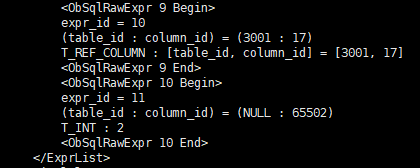 <ObSqlRawExpr 9 Begin>
expr_id = 10
(table_id : column_id) = (3001 : 17)
T_REF_COLUMN : [table_id, column_id] = [3001, 17]
<ObSqlRawExpr 9 End>
<ObSqlRawExpr 10 Begin>
expr_id = 11
(table_id : column_id) = (NULL : 65502)
T_INT : 2
<ObSqlRawExpr 10 End>
</ExprList>